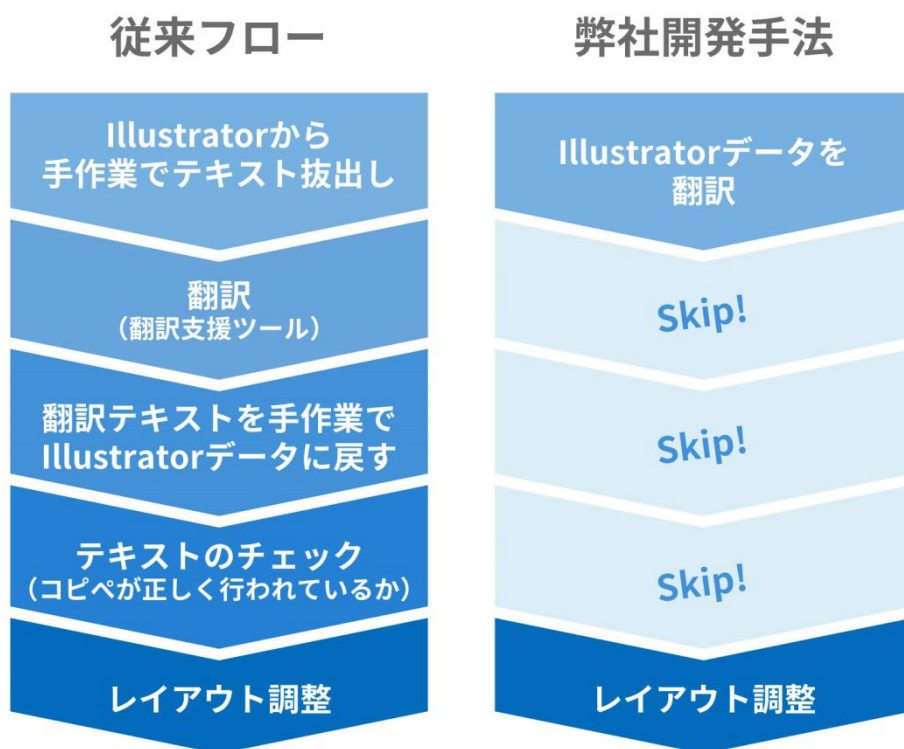 従来フロー
Illustratorから
手作業でテキスト抜出し
翻訳
（翻訳支援ツール）
翻訳テキストを手作業で
Illustratorデータに戻す
テキストのチェック
（コピペが正しく行われているか）
レイアウト調整
弊社開発手法
Illustratorデータを
翻訳
Skip!
Skip!
Skip!
レイアウト調整